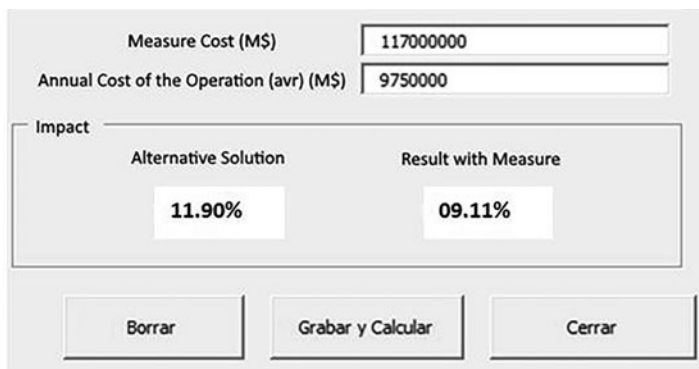 Measure Cost (M$) 117000000
Annual Cost of the Operation (avr) (M$) 9750000
Impact
Alternative Solution Result with Measure
11.90% 09.11%
Borrar Grabar y Calcular Cerrar